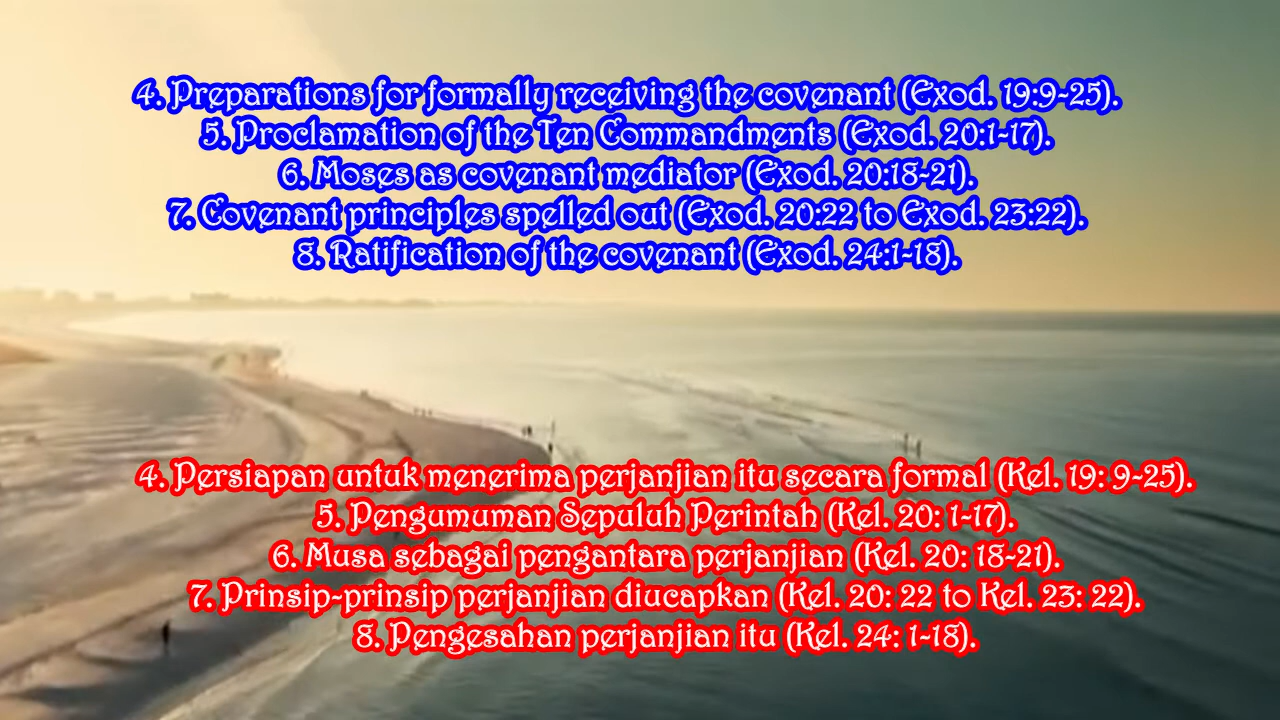 4. Preparations for formally receiving the covenant (Exod. 19:9-25).
5. Proclamation of the Ten Commandments (Exod. 20:1-17).
6. Moses as covenant mediator (Exod. 20:18-21).
7. Covenant principles spelled out (Exod. 20:22 to Exod. 23:22).
8. Ratification of the covenant (Exod. 24:1-18).
4. Persiapan untuk menerima perjanjian itu secara formal (Kel. 19: 9-25).
5. Pengumuman Sepuluh Perintah (Kel. 20: 1-17).
6. Musa sebagai pengantara perjanjian (Kel. 20: 18-21).
7. Prinsip-prinsip perjanjian diucapkan (Kel. 20: 22 to Kel. 23: 22).
8. Pengesahan perjanjian itu (Kel. 24: 1-18).